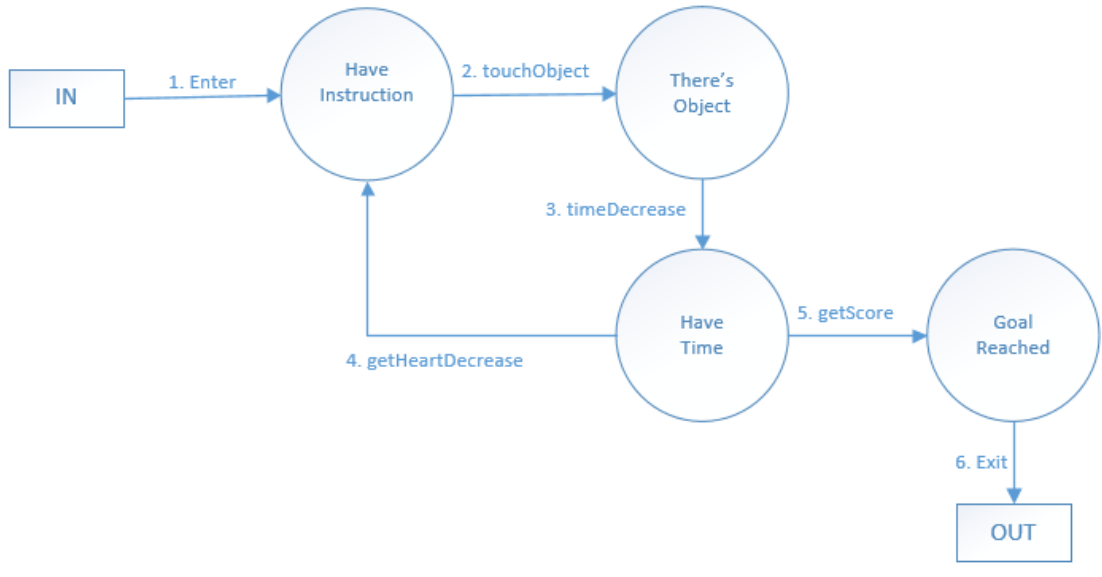 IN
1. Enter
Have
Instruction
2. touchObject
There's
Object
3. timeDecrease
Have
Time
4. getHeartDecrease
5. getScore
Goal
Reached
6. Exit
OUT